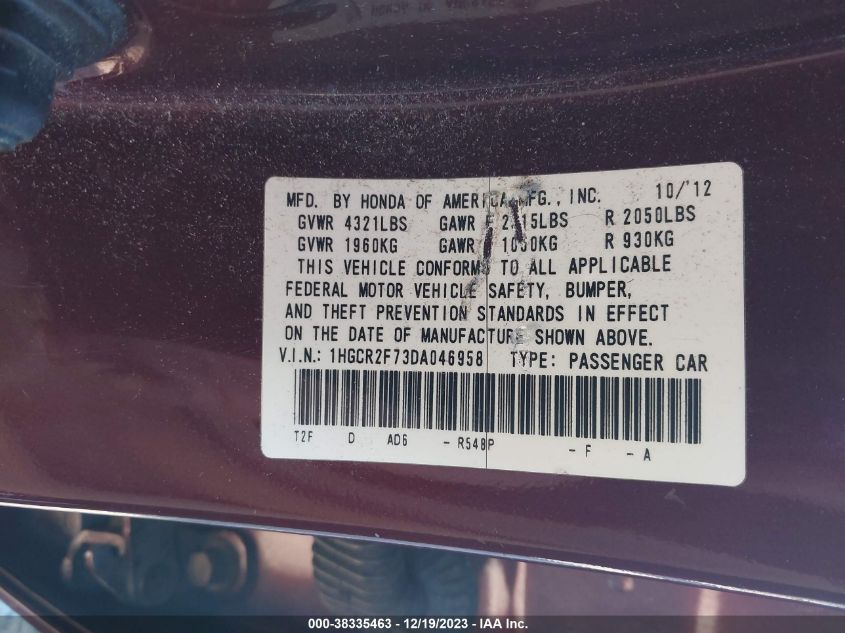 MFD. BY HONDA OF AMERICA MFG., INC. 10/'12
GVWR 4321LBS GAWR F LBS R 2050LBS
GVWR 1960KG GAWR KG R 930KG
THIS VEHICLE CONFORMS TO ALL APPLICABLE
FEDERAL MOTOR VEHICLE SAFETY, BUMPER,
AND THEFT PREVENTION STANDARDS IN EFFECT
ON THE DATE OF MANUFACTURE SHOWN ABOVE.
V.I.N.: 1HGCR2F73DA046958 TYPE: PASSENGER CAR
T2F D AD6 - R548P - F - A
000-38335463 - 12/19/2023 - IAA Inc.